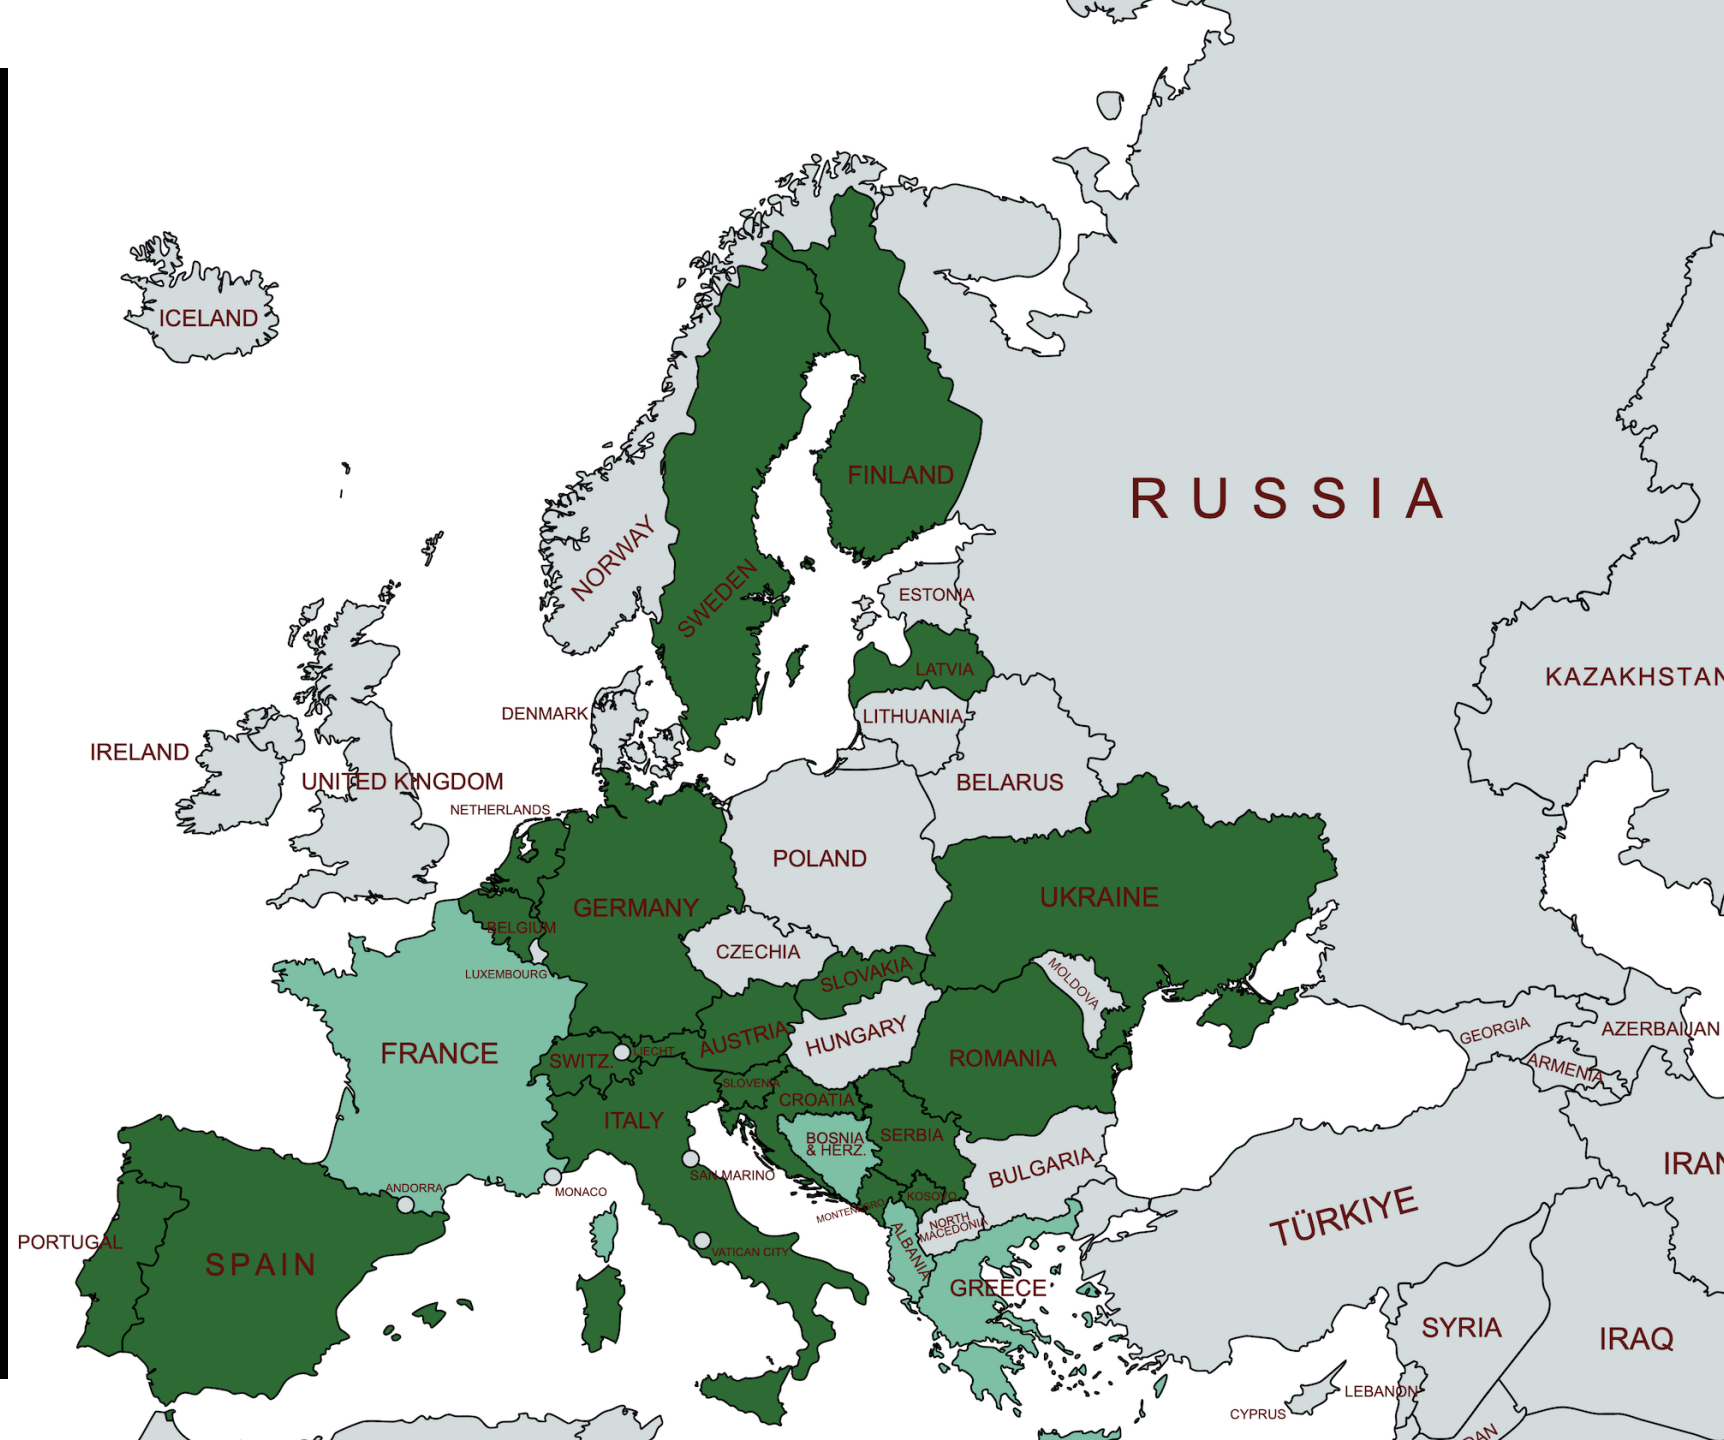 ICELAND
RUSSIA
FINLAND
NORWAY
SWEDEN
ESTONIA
LATVIA
KAZAKHSTAN
LITHUANIA
DENMARK
IRELAND
UNITED KINGDOM
BELARUS
NETHERLANDS
POLAND
UKRAINE
GERMANY
BELGIUM
CZECHIA
LUXEMBOURG
SLOVAKIA
MOLDOVA
AUSTRIA
HUNGARY
GEORGIA
AZERBAIJAN
FRANCE
SWITZ.
LIECHT.
ROMANIA
ARMENIA
SLOVENIA
CROATIA
ITALY
BOSNIA
& HERZ.
SERBIA
SAN MARINO
BULGARIA
IRAN
ANDORRA
MONACO
KOSOVO
MONTENEGRO
NORTH
MACEDONIA
TÜRKIYE
PORTUGAL
SPAIN
VATICAN CITY
ALBANIA
GREECE
SYRIA
IRAQ
LEBANON
CYPRUS